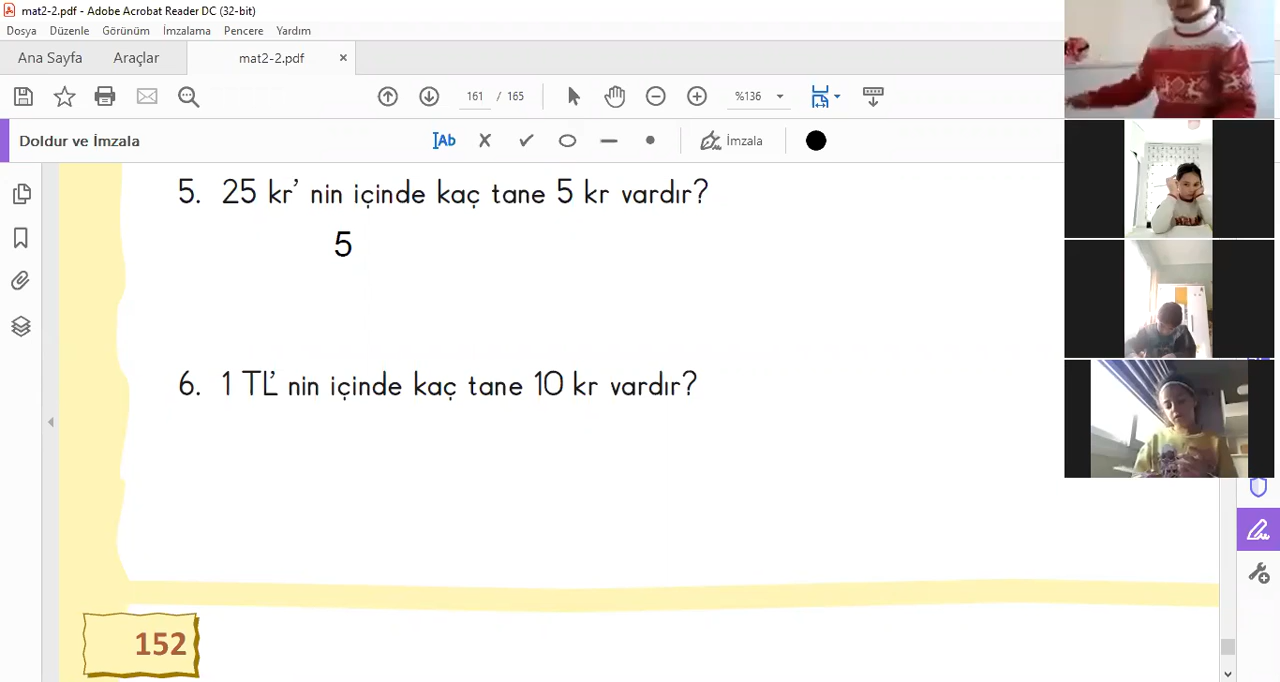 mat2-2.pdf - Adobe Acrobat Reader DC (32-bit)
Dosya Düzenle Görünüm İmzalama Pencere Yardım
Ana Sayfa Araçlar mat2-2.pdf ×
161 / 165 %136
Doldur ve İmzala Ab İmzala
5. 25 kr’ nin içinde kaç tane 5 kr vardır?
5
6. 1 TL’ nin içinde kaç tane 10 kr vardır?
152